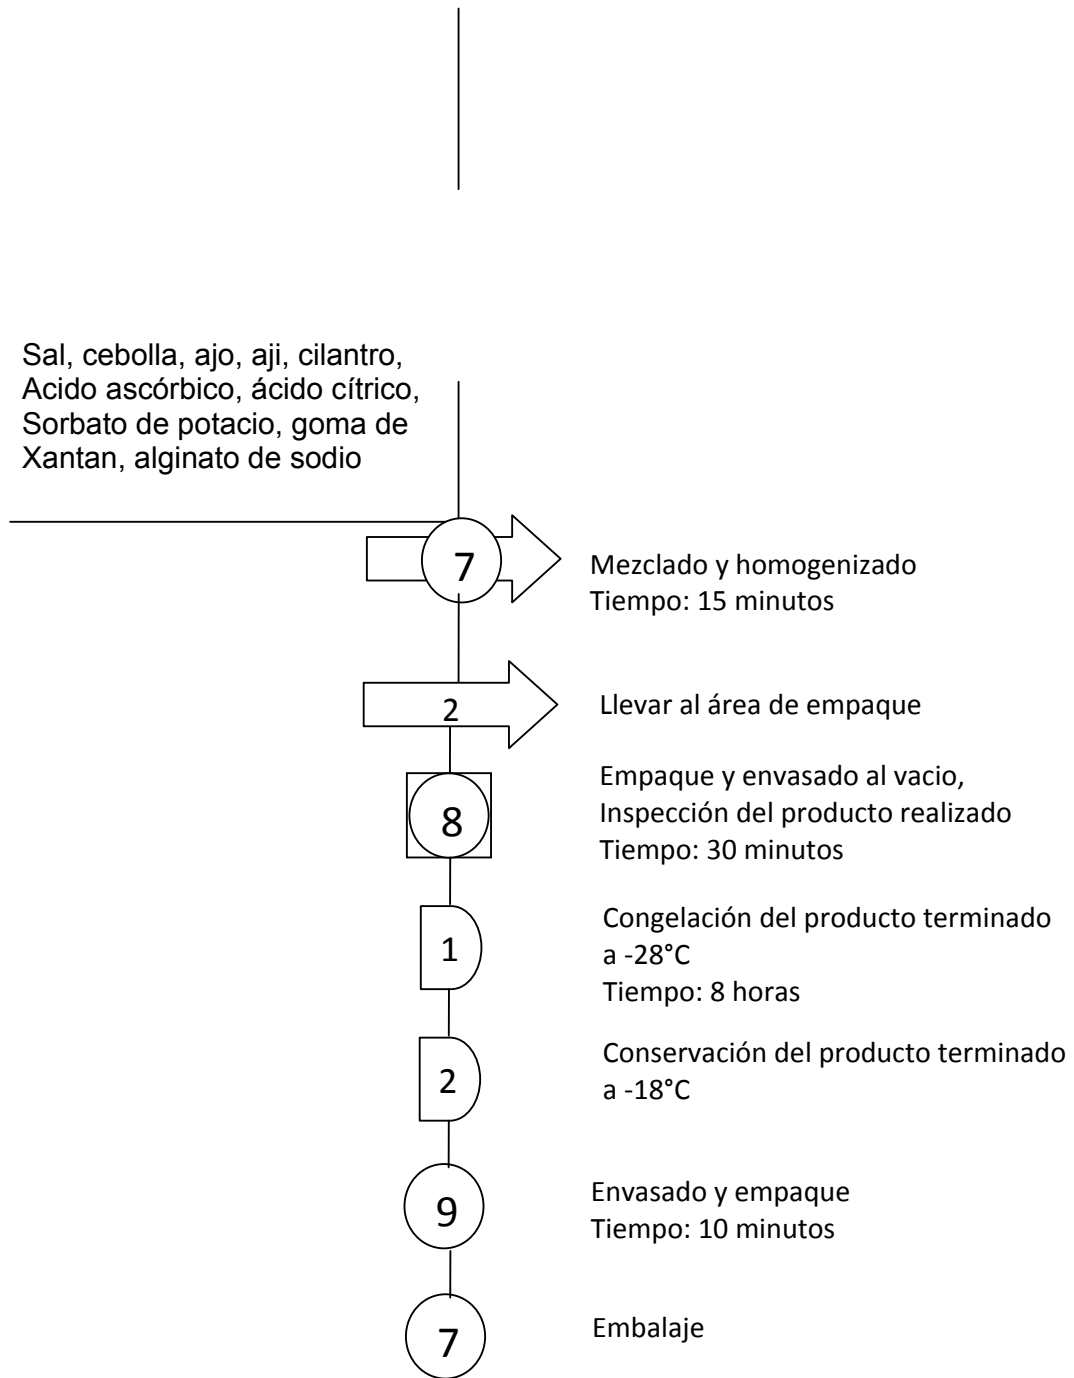 Sal, cebolla, ajo, aji, cilantro,
Acido ascórbico, ácido cítrico,
Sorbato de potacio, goma de
Xantan, alginato de sodio
7
Mezclado y homogenizado
Tiempo: 15 minutos
2
Llevar al área de empaque
8
Empaque y envasado al vacio,
Inspección del producto realizado
Tiempo: 30 minutos
1
Congelación del producto terminado
a -28°C
Tiempo: 8 horas
2
Conservación del producto terminado
a -18°C
9
Envasado y empaque
Tiempo: 10 minutos
7
Embalaje